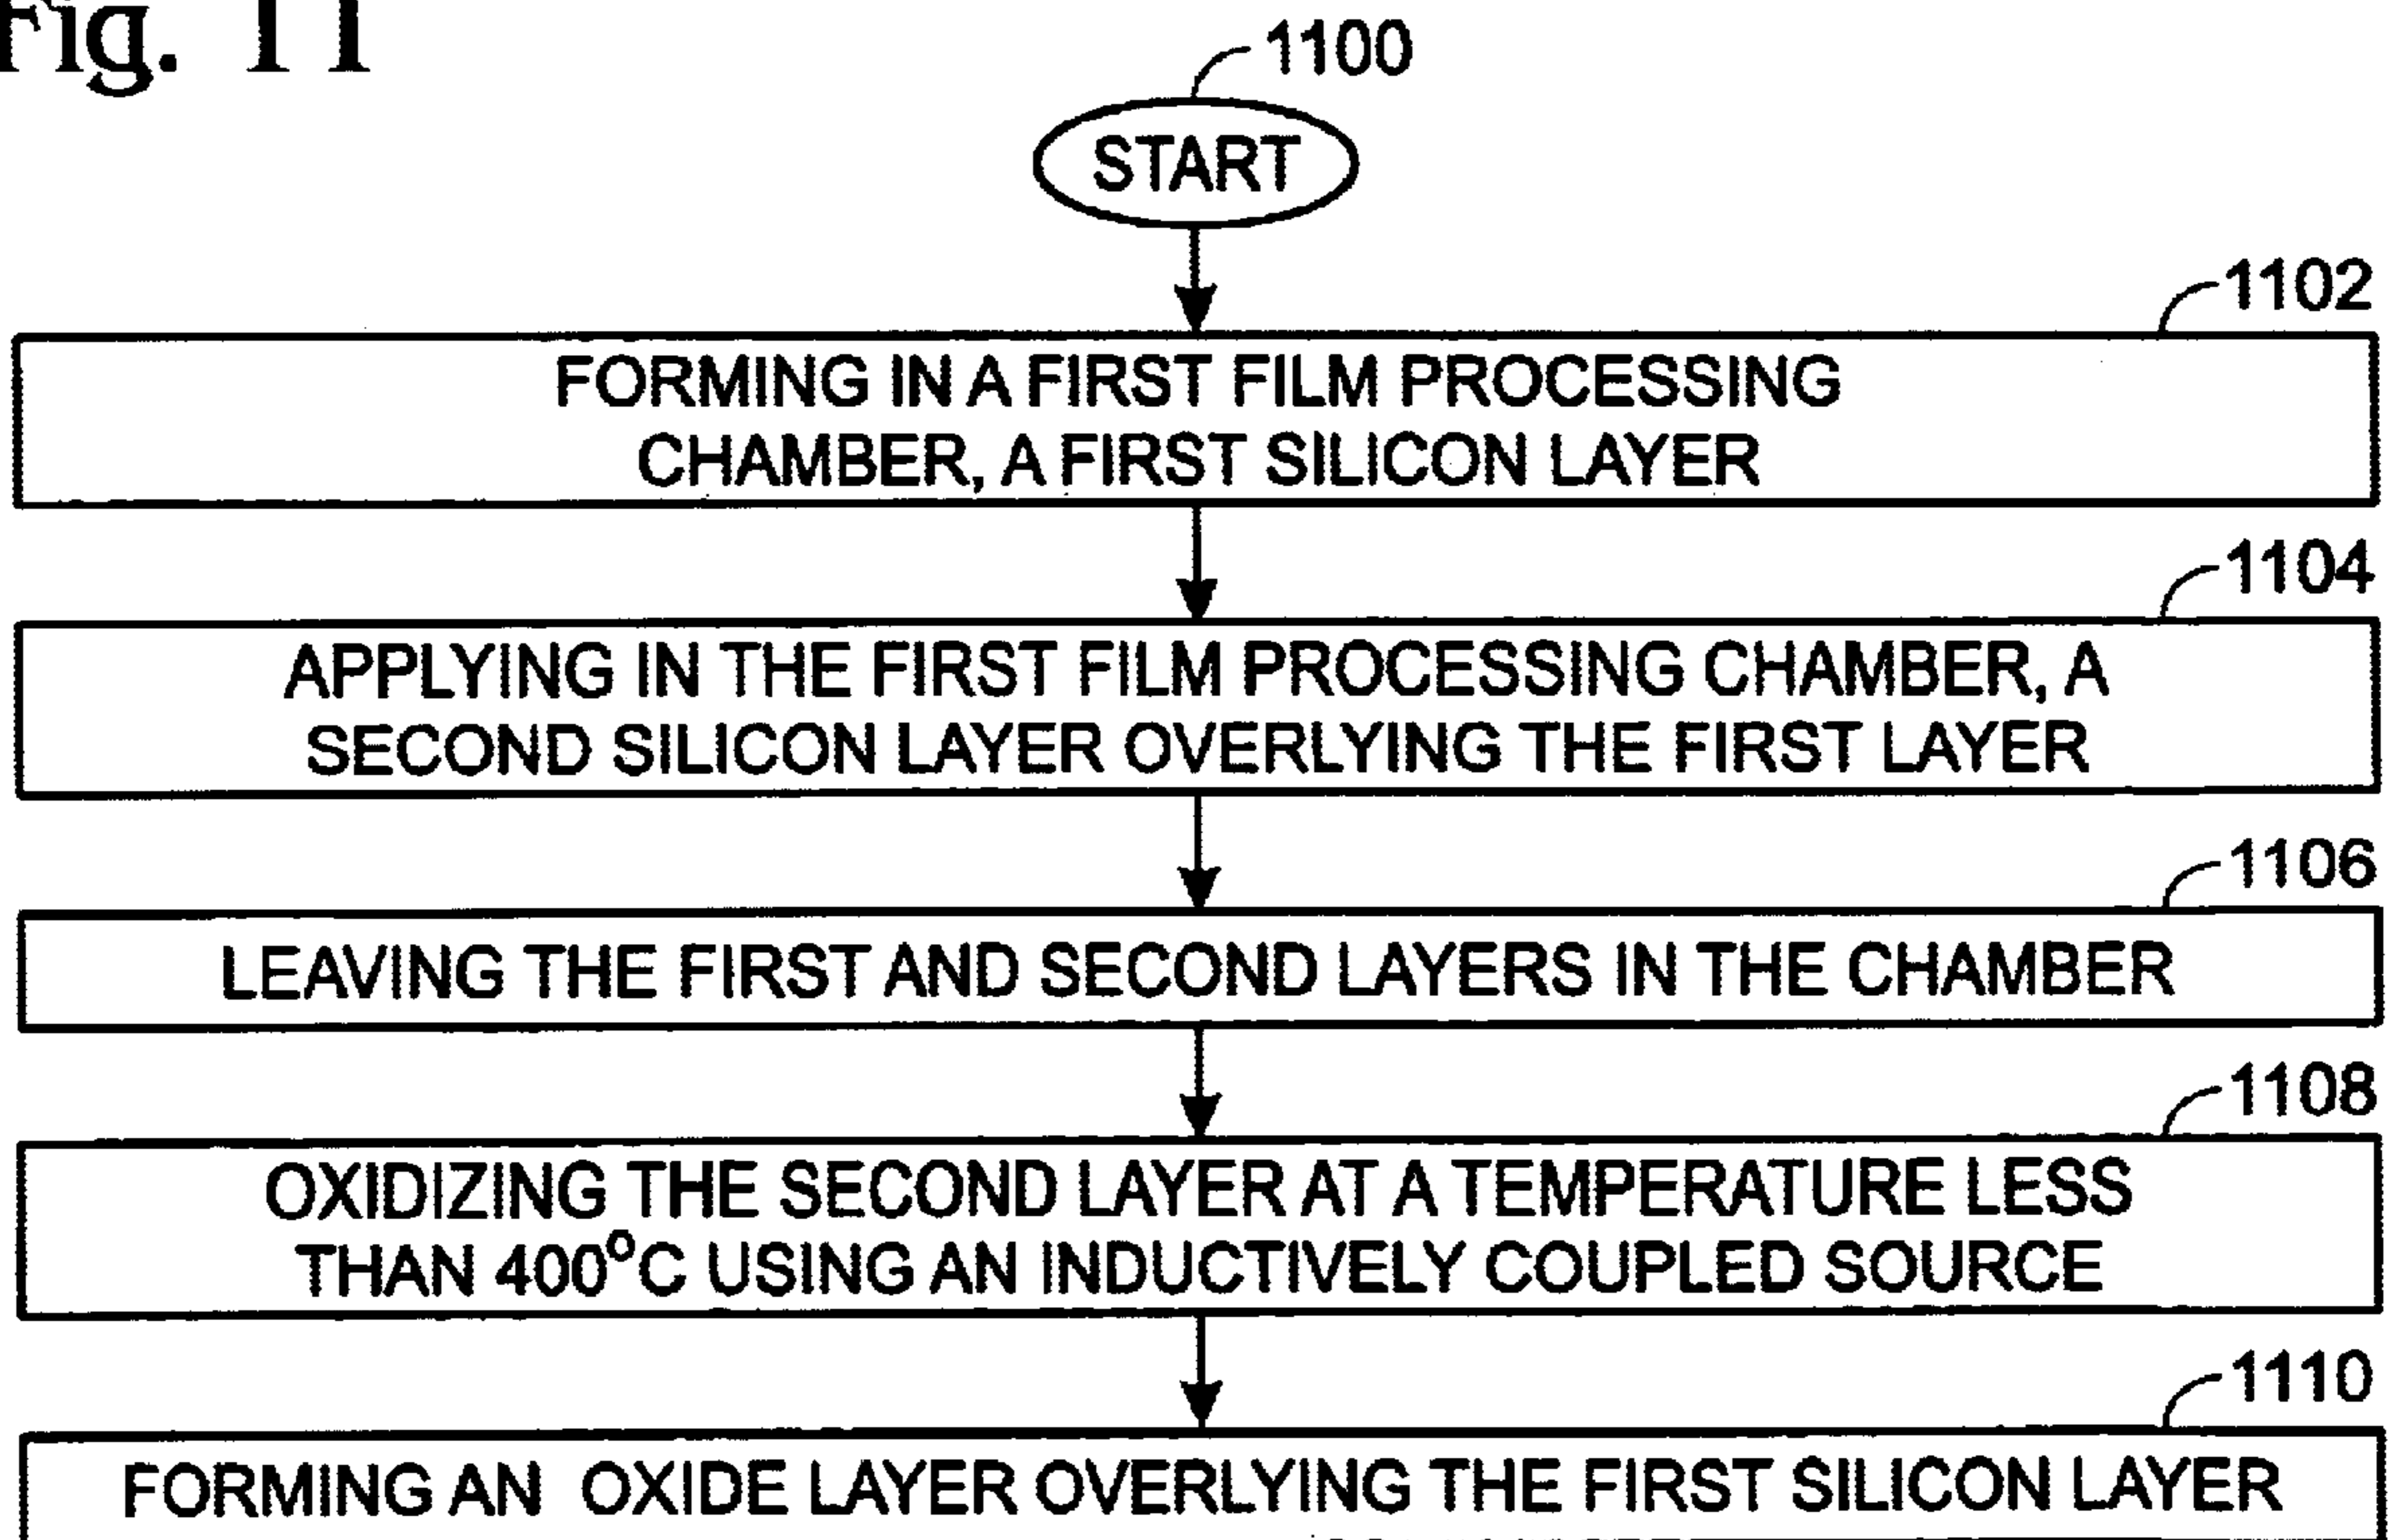 Fig. 11
1100
START
1102
FORMING IN A FIRST FILM PROCESSING
CHAMBER, A FIRST SILICON LAYER
1104
APPLYING IN THE FIRST FILM PROCESSING CHAMBER, A
SECOND SILICON LAYER OVERLYING THE FIRST LAYER
1106
LEAVING THE FIRST AND SECOND LAYERS IN THE CHAMBER
1108
OXIDIZING THE SECOND LAYER AT A TEMPERATURE LESS
THAN 400°C USING AN INDUCTIVELY COUPLED SOURCE
1110
FORMING AN OXIDE LAYER OVERLYING THE FIRST SILICON LAYER